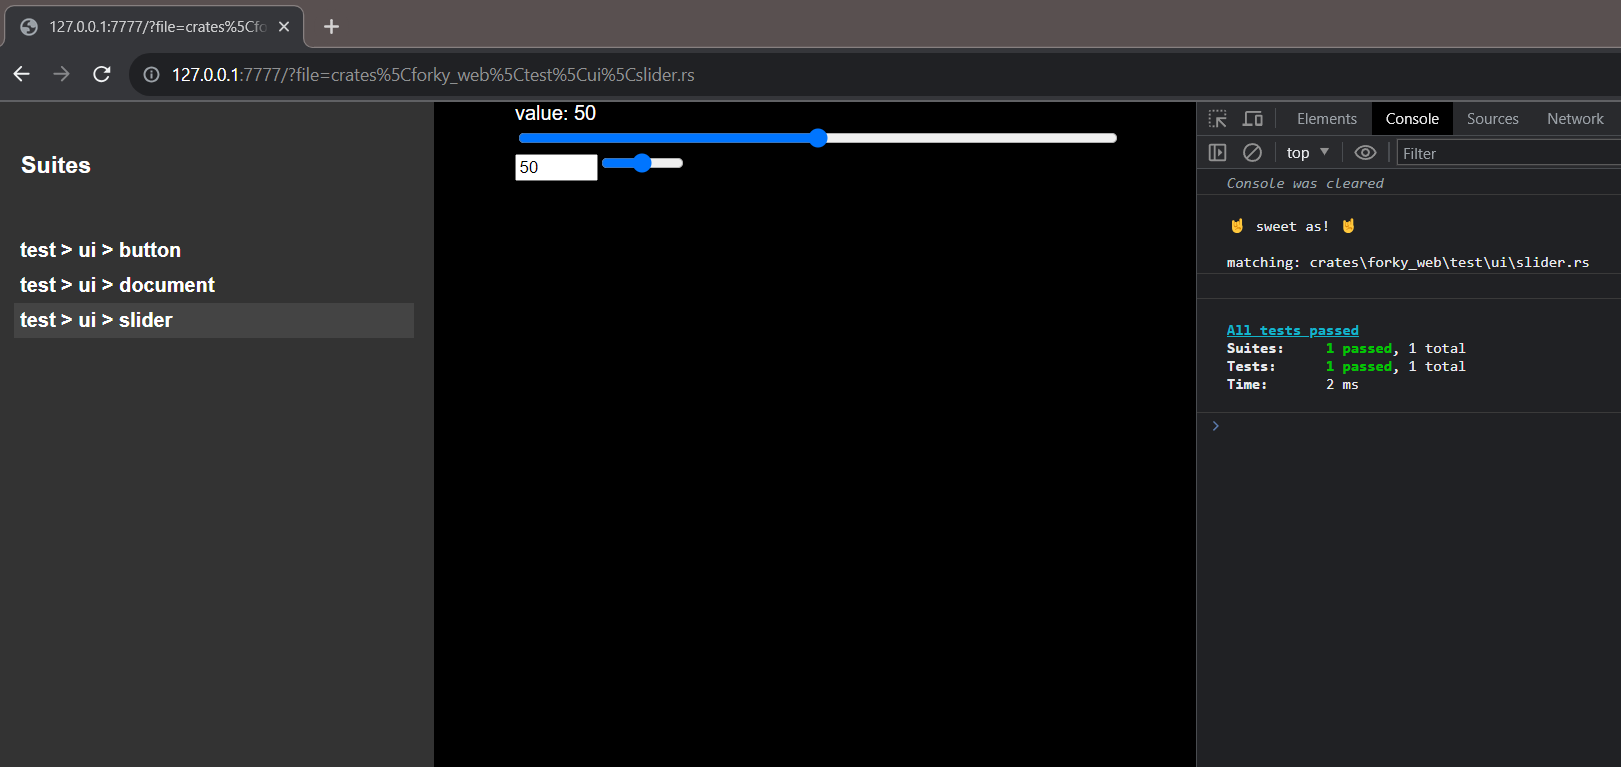 127.0.0.1:7777/?file=crates%5Cfo
127.0.0.1:7777/?file=crates%5Cforky_web%5Ctest%5Cui%5Cslider.rs
Suites
test > ui > button
test > ui > document
test > ui > slider
value: 50
50
Elements Console Sources Network
top Filter
Console was cleared
🤘 sweet as! 🤘
matching: crates\forky_web\test\ui\slider.rs
All tests passed
Suites: 1 passed, 1 total
Tests: 1 passed, 1 total
Time: 2 ms